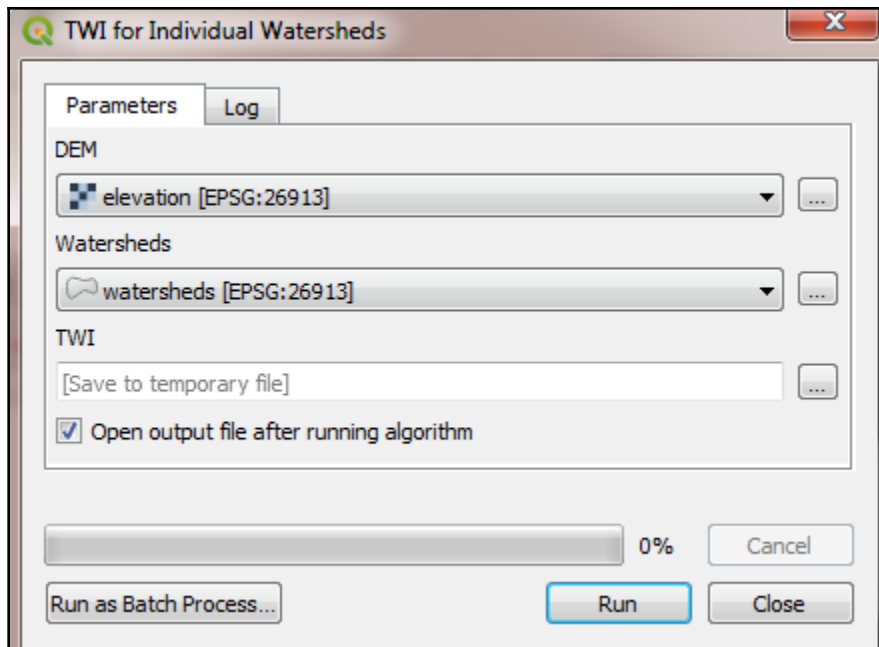 TWI for Individual Watersheds
Parameters Log
DEM
elevation [EPSG:26913]
...
Watersheds
watersheds [EPSG:26913]
...
TWI
[Save to temporary file]
...
Open output file after running algorithm
0% Cancel
Run as Batch Process... Run Close